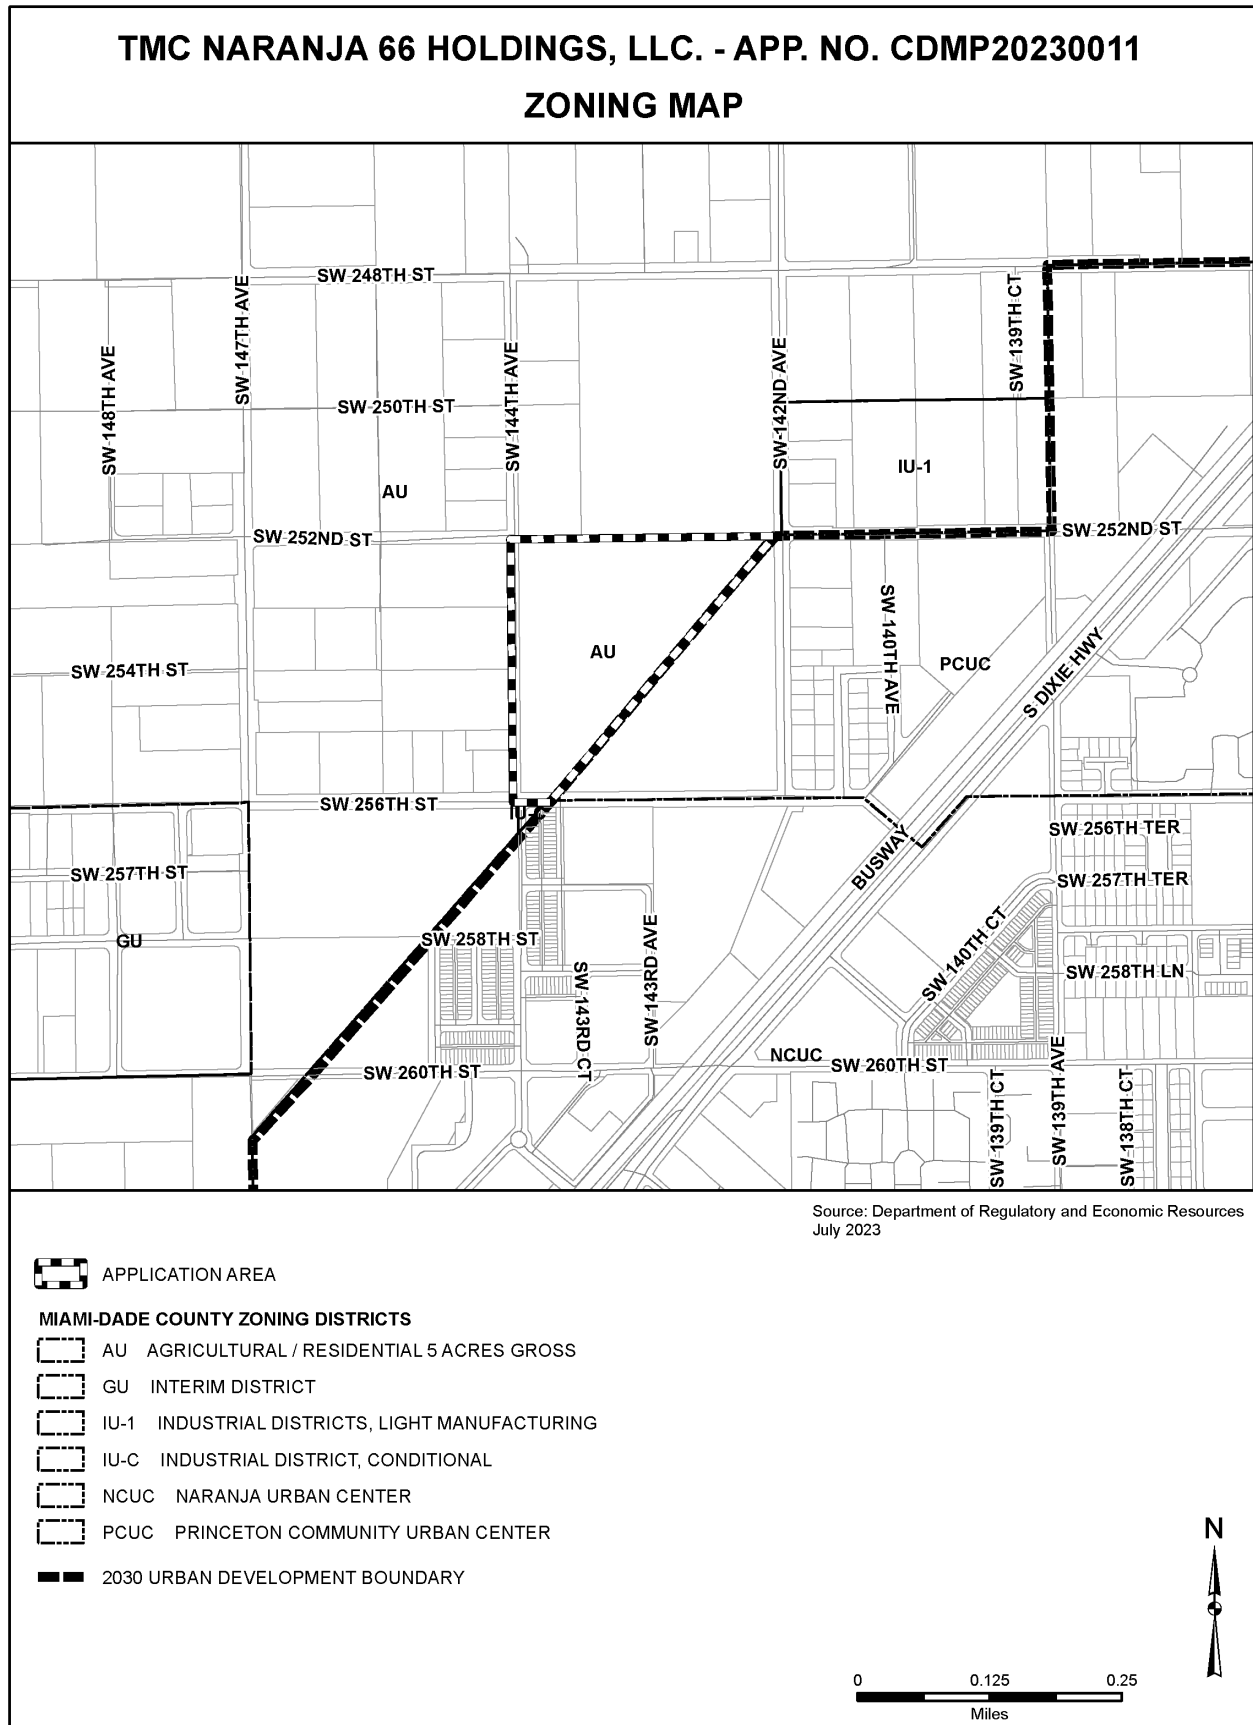 TMC NARANJA 66 HOLDINGS, LLC. - APP. NO. CDMP20230011
ZONING MAP
SW 248TH ST
SW 147TH AVE
SW 139TH CT
SW 148TH AVE
SW 144TH AVE
SW 142ND AVE
SW 250TH ST
IU-1
AU
SW 252ND ST
SW 252ND ST
SW 140TH AVE
AU
PCUC
SW 254TH ST
S DIXIE HWY
SW 256TH ST
SW 256TH TER
BUSWAY
SW 257TH ST
SW 257TH TER
SW 140TH CT
GU
SW 258TH ST
SW 143RD AVE
SW 258TH LN
SW 143RD CT
NCUC
SW 260TH ST
SW 260TH ST
SW 139TH AVE
SW 139TH CT
SW 138TH CT
Source: Department of Regulatory and Economic Resources
July 2023
APPLICATION AREA
MIAMI-DADE COUNTY ZONING DISTRICTS
AU AGRICULTURAL / RESIDENTIAL 5 ACRES GROSS
GU INTERIM DISTRICT
IU-1 INDUSTRIAL DISTRICTS, LIGHT MANUFACTURING
IU-C INDUSTRIAL DISTRICT, CONDITIONAL
NCUC NARANJA URBAN CENTER
PCUC PRINCETON COMMUNITY URBAN CENTER
2030 URBAN DEVELOPMENT BOUNDARY
N
0 0.125 0.25
Miles